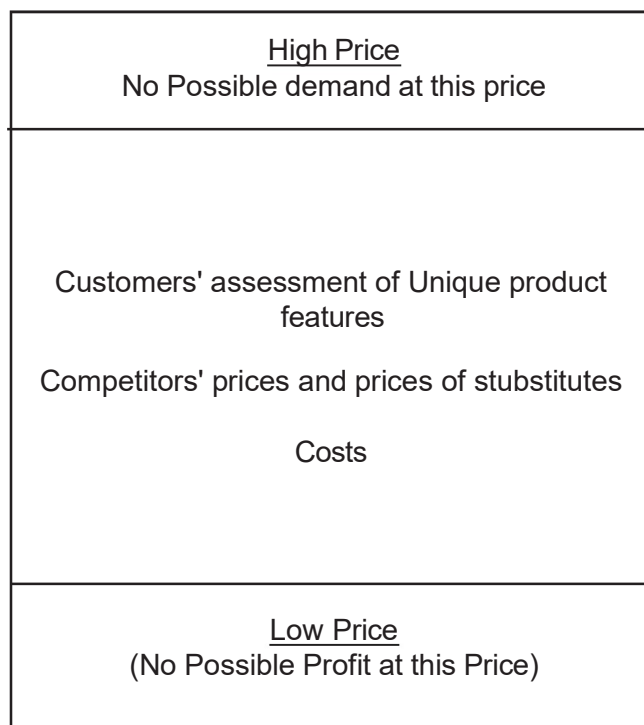 High Price
No Possible demand at this price
Customers' assessment of Unique product
features
Competitors' prices and prices of stubstitutes
Costs
Low Price
(No Possible Profit at this Price)